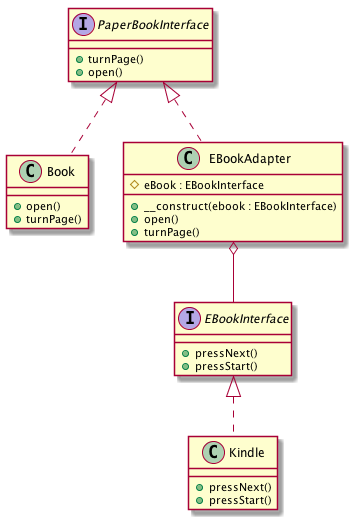 I PaperBookInterface
turnPage()
open()
C Book
open()
turnPage()
C EBookAdapter
eBook : EBookInterface
__construct(ebook : EBookInterface)
open()
turnPage()
I EBookInterface
pressNext()
pressStart()
C Kindle
pressNext()
pressStart()